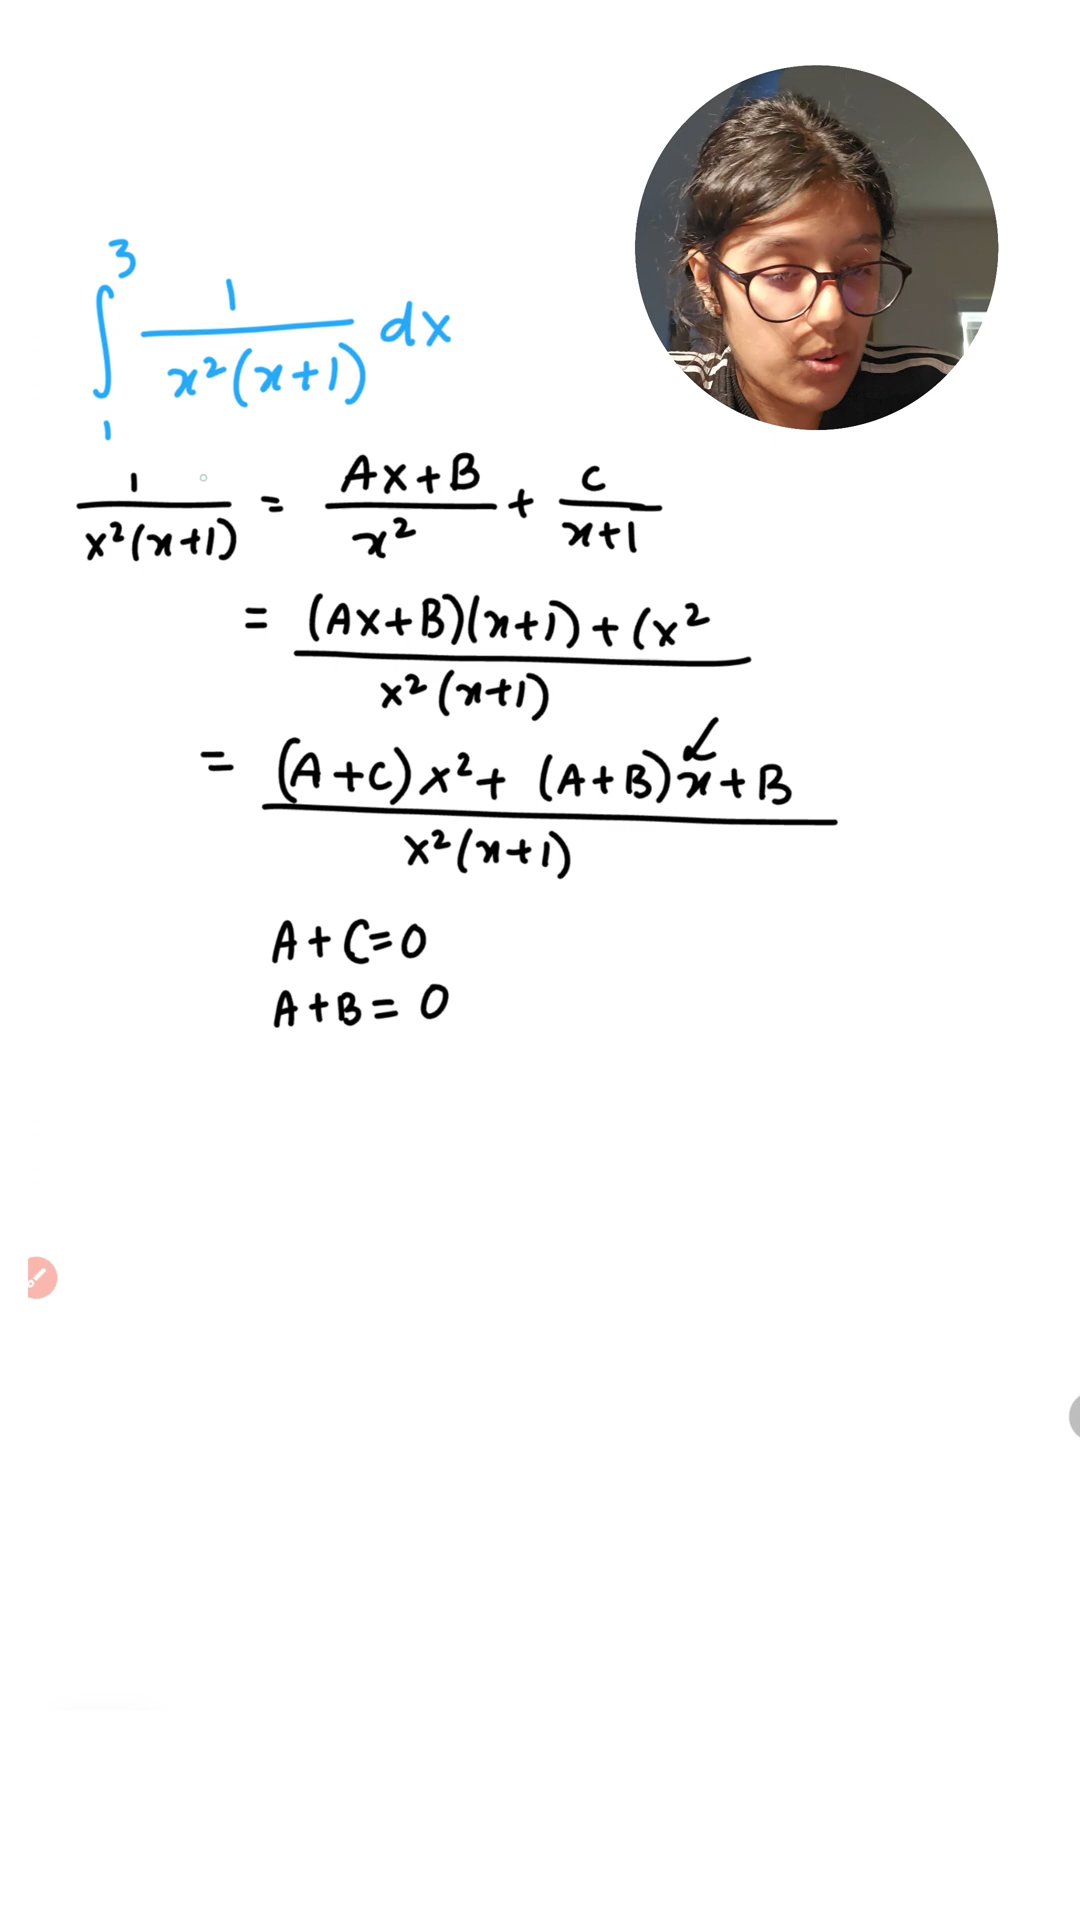 ∫₁³ 1/(x²(x+1)) dx
1/(x²(x+1)) = (Ax+B)/x² + C/(x+1)
= ((Ax+B)(x+1) + (x²)/(x²(x+1))
= ((A+C)x² + (A+B)x + B)/(x²(x+1))
A+C=0
A+B=0